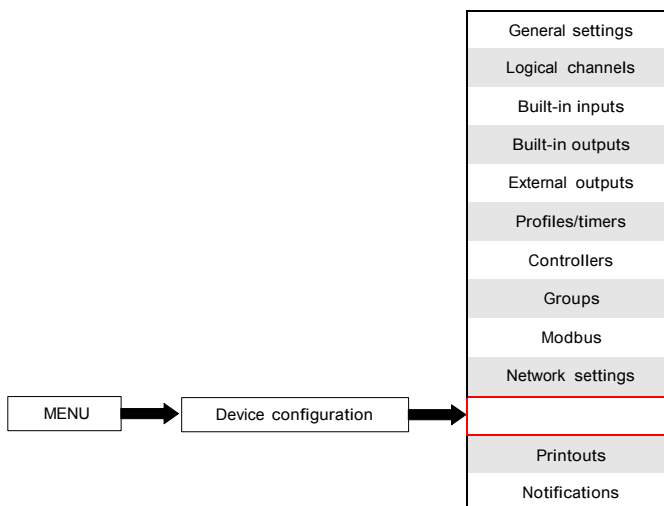 General settings
Logical channels
Built-in inputs
Built-in outputs
External outputs
Profiles/timers
Controllers
Groups
Modbus
Network settings
MENU
Device configuration
Printouts
Notifications